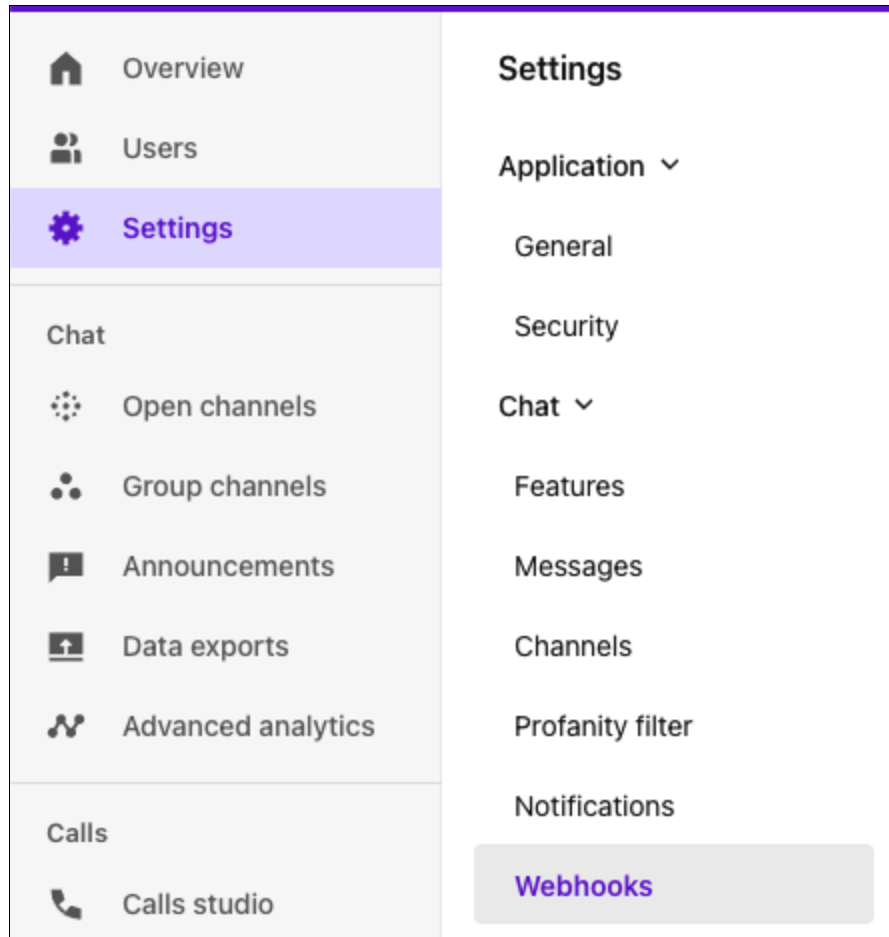 Overview
Users
Settings
Chat
Open channels
Group channels
Announcements
Data exports
Advanced analytics
Calls
Calls studio
Settings
Application
General
Security
Chat
Features
Messages
Channels
Profanity filter
Notifications
Webhooks